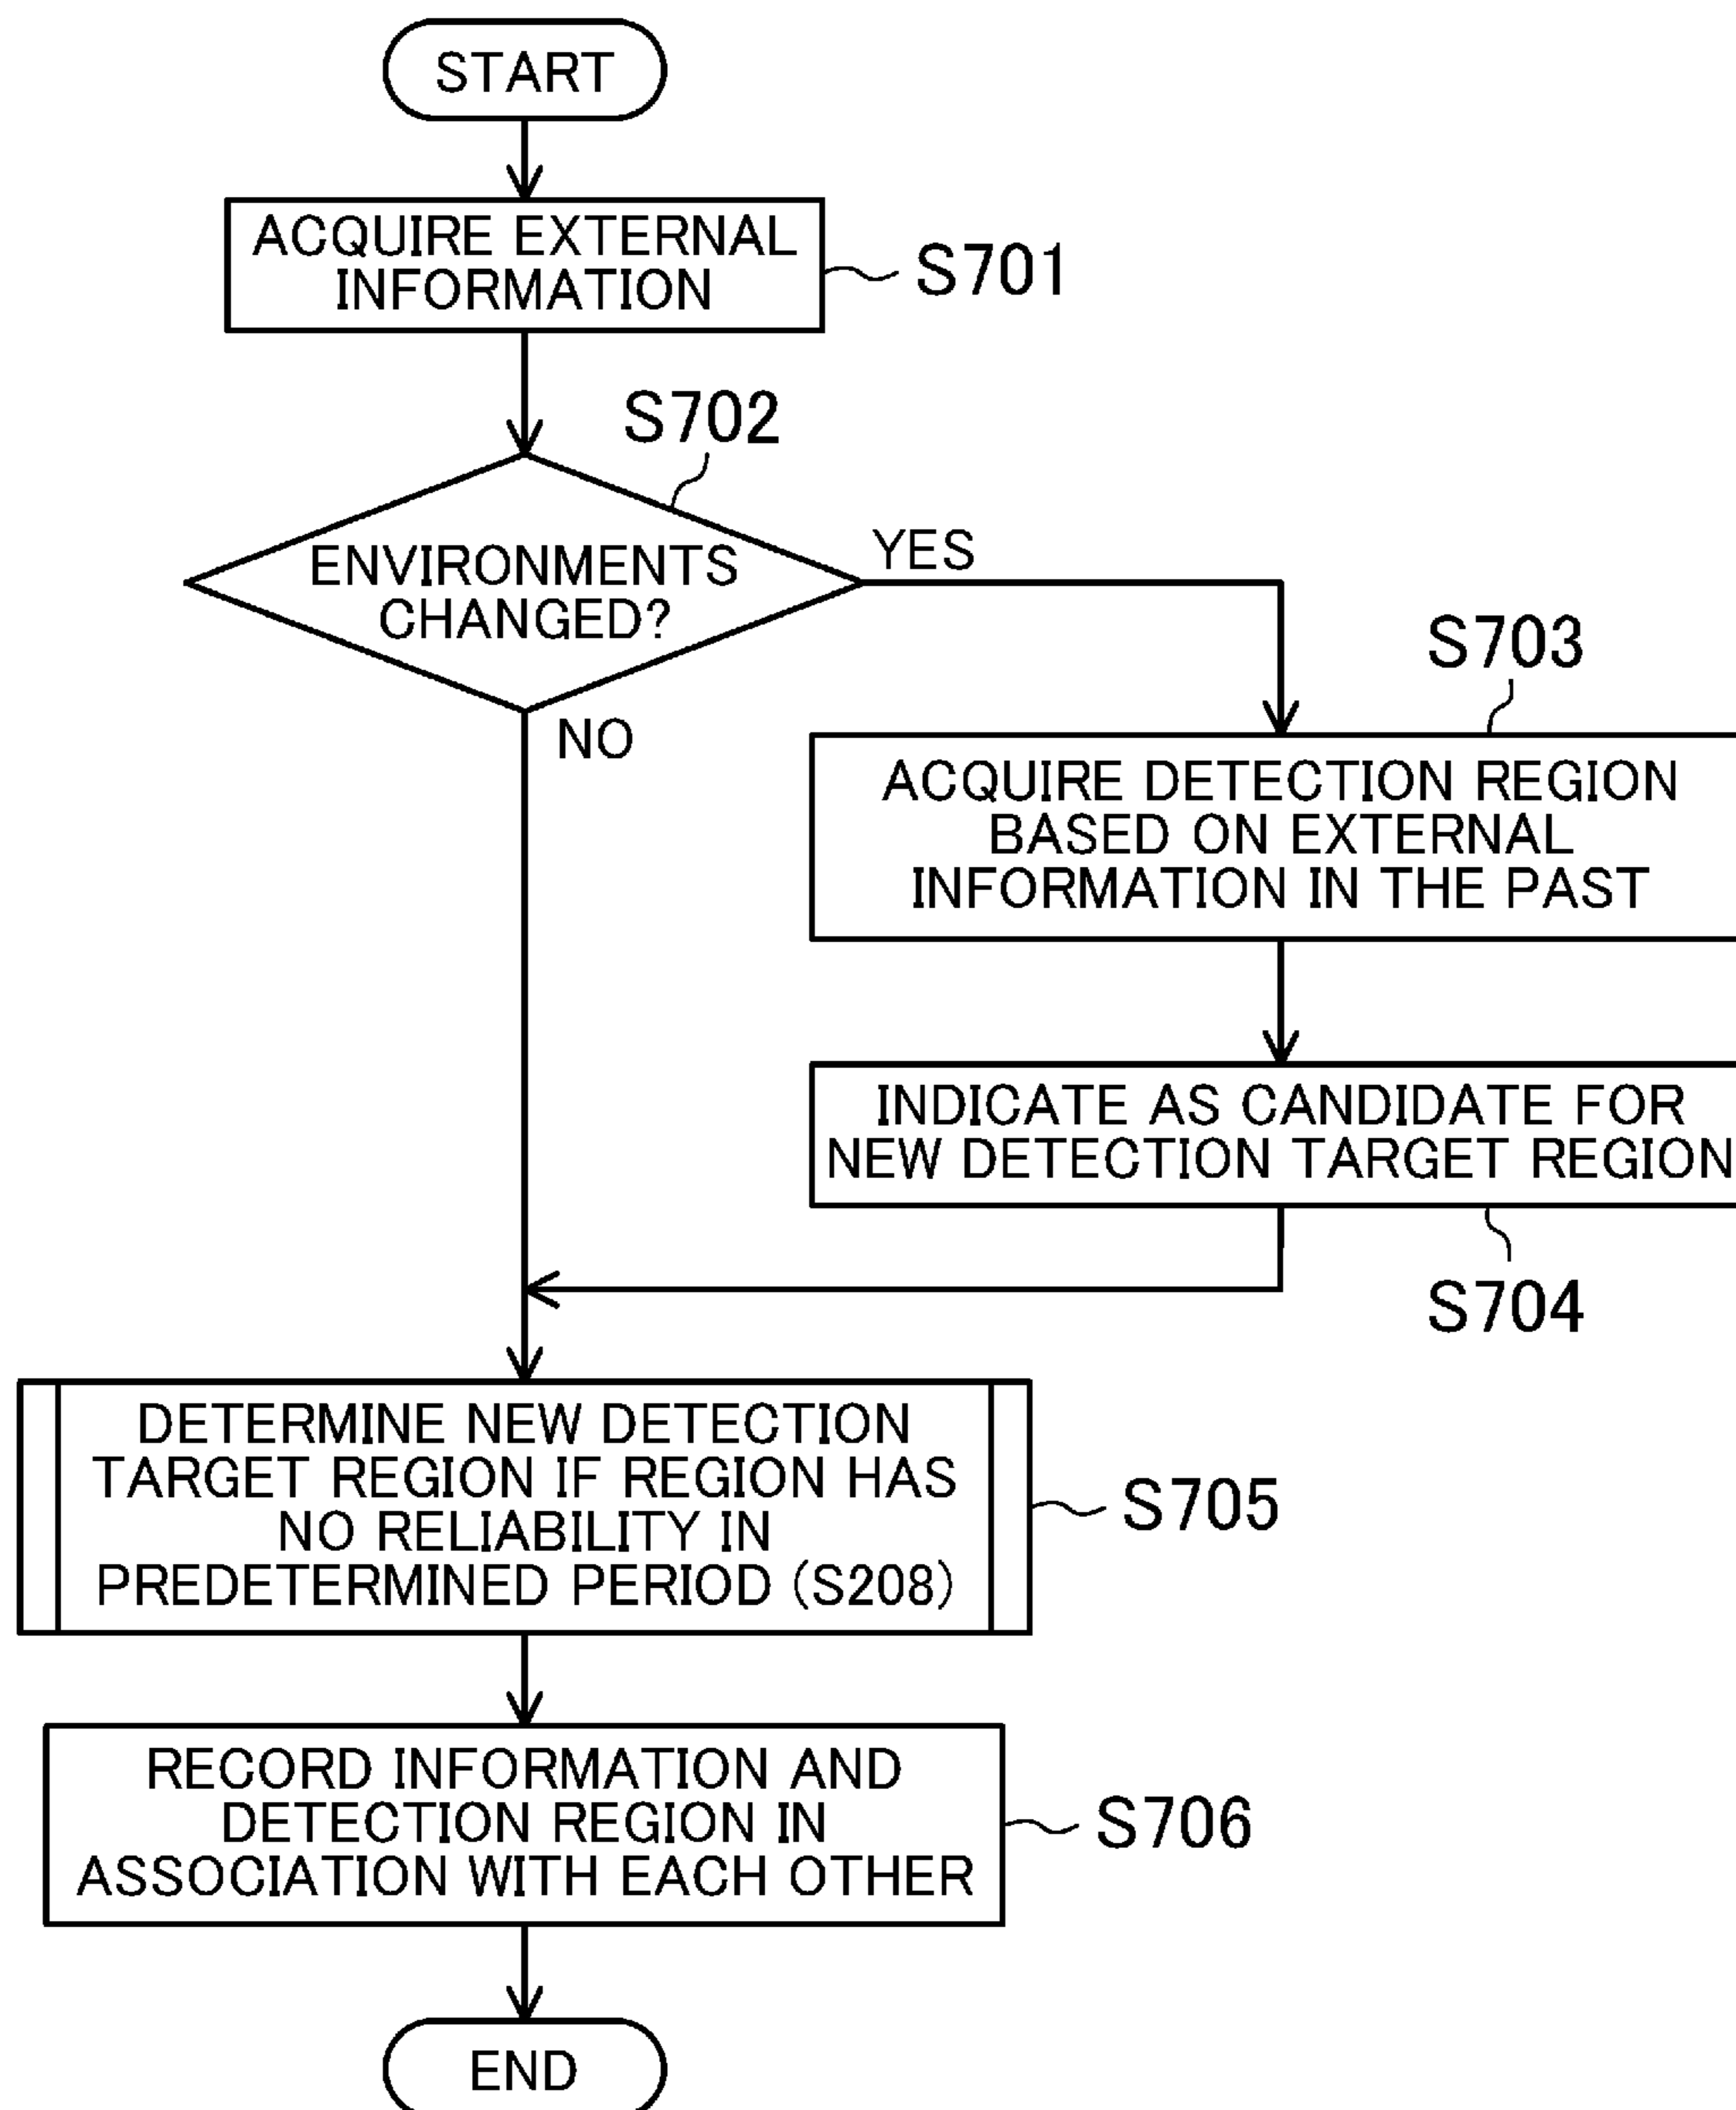 START
ACQUIRE EXTERNAL
INFORMATION
S701
S702
ENVIRONMENTS
CHANGED?
YES
NO
S703
ACQUIRE DETECTION REGION
BASED ON EXTERNAL
INFORMATION IN THE PAST
INDICATE AS CANDIDATE FOR
NEW DETECTION TARGET REGION
S704
DETERMINE NEW DETECTION
TARGET REGION IF REGION HAS
NO RELIABILITY IN
PREDETERMINED PERIOD (S208)
S705
RECORD INFORMATION AND
DETECTION REGION IN
ASSOCIATION WITH EACH OTHER
S706
END